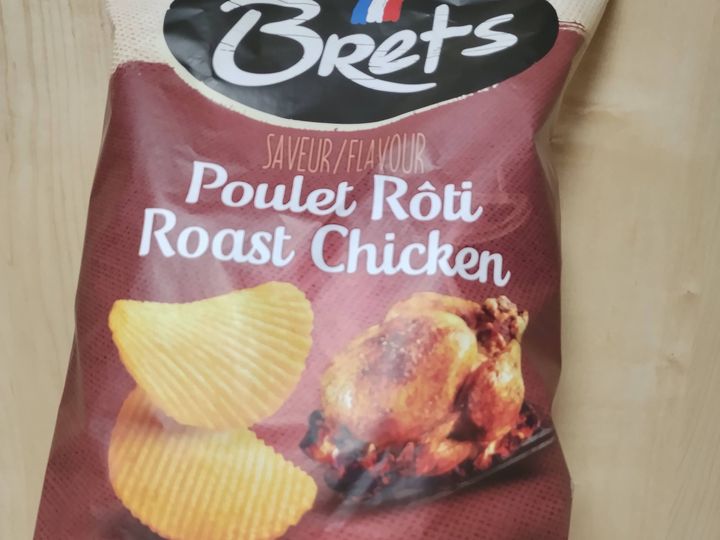 Brets
SAVEUR/FLAVOUR
Poulet Rôti
Roast Chicken